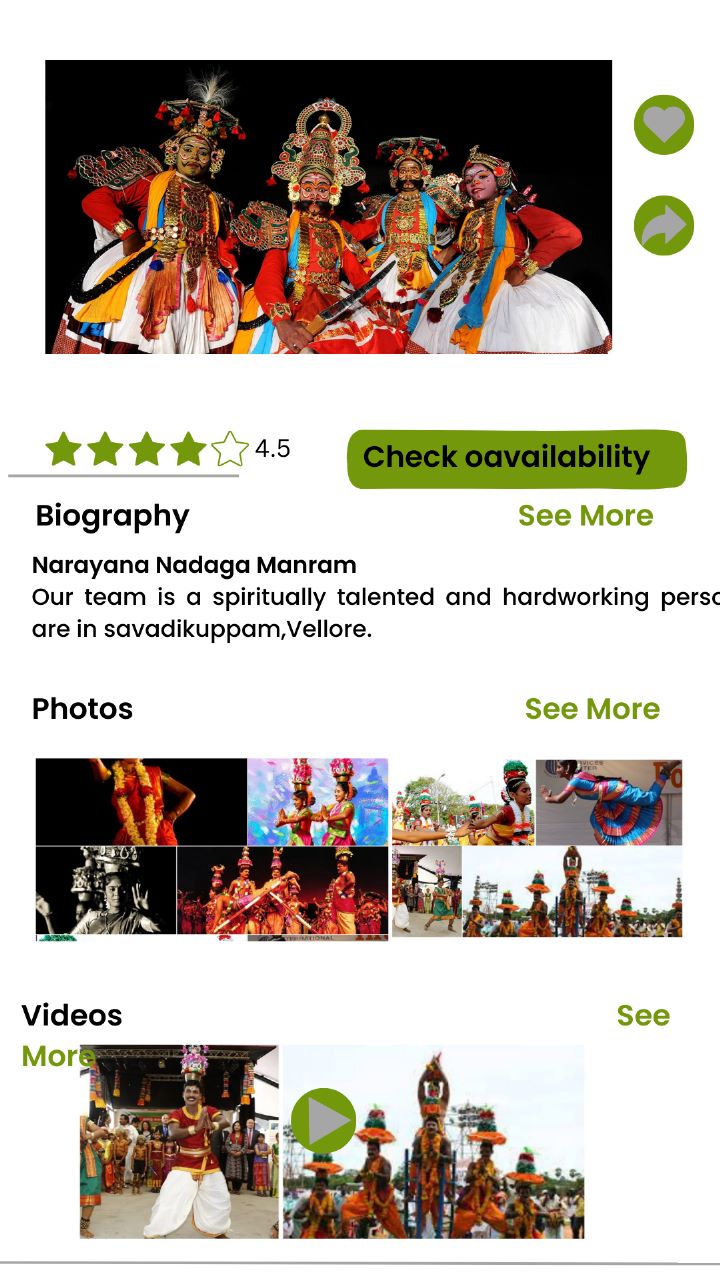 4.5
Check oavailability
Biography See More
Narayana Nadaga Manram
Our team is a spiritually talented and hardworking perso
are in savadikuppam,Vellore.
Photos See More
Videos See
More